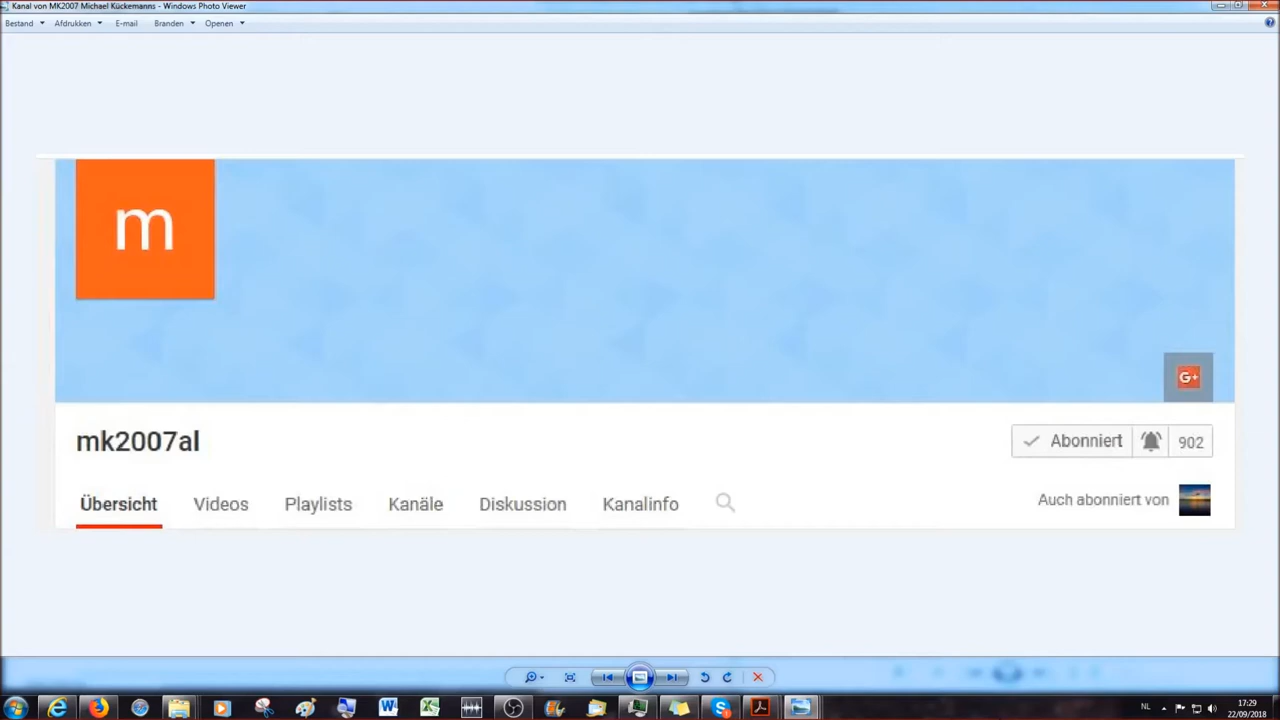 Kanal von MK2007 Michael Kückemanns - Windows Photo Viewer
Bestand Afdrukken E-mail Branden Openen
m
G+
mk2007al
Abonniert 902
Übersicht Videos Playlists Kanäle Diskussion Kanalinfo
Auch abonniert von
NL 17:29
22/09/2018